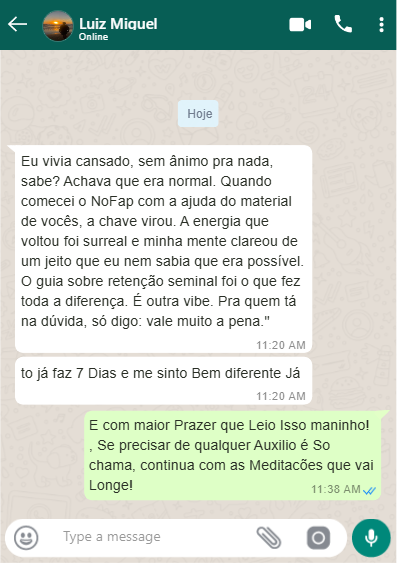 Luiz Miguel
Online
Hoje
Eu vivia cansado, sem ânimo pra nada,
sabe? Achava que era normal. Quando
comecei o NoFap com a ajuda do material
de vocês, a chave virou. A energia que
voltou foi surreal e minha mente clareou de
um jeito que eu nem sabia que era possível.
O guia sobre retenção seminal foi o que fez
toda a diferença. É outra vibe. Pra quem tá
na dúvida, só digo: vale muito a pena."
11:20 AM
to já faz 7 Dias e me sinto Bem diferente Já
11:20 AM
E com maior Prazer que Leio Isso maninho!
, Se precisar de qualquer Auxilio é So
chama, continua com as Meditacões que vai
Longe!
11:38 AM
Type a message